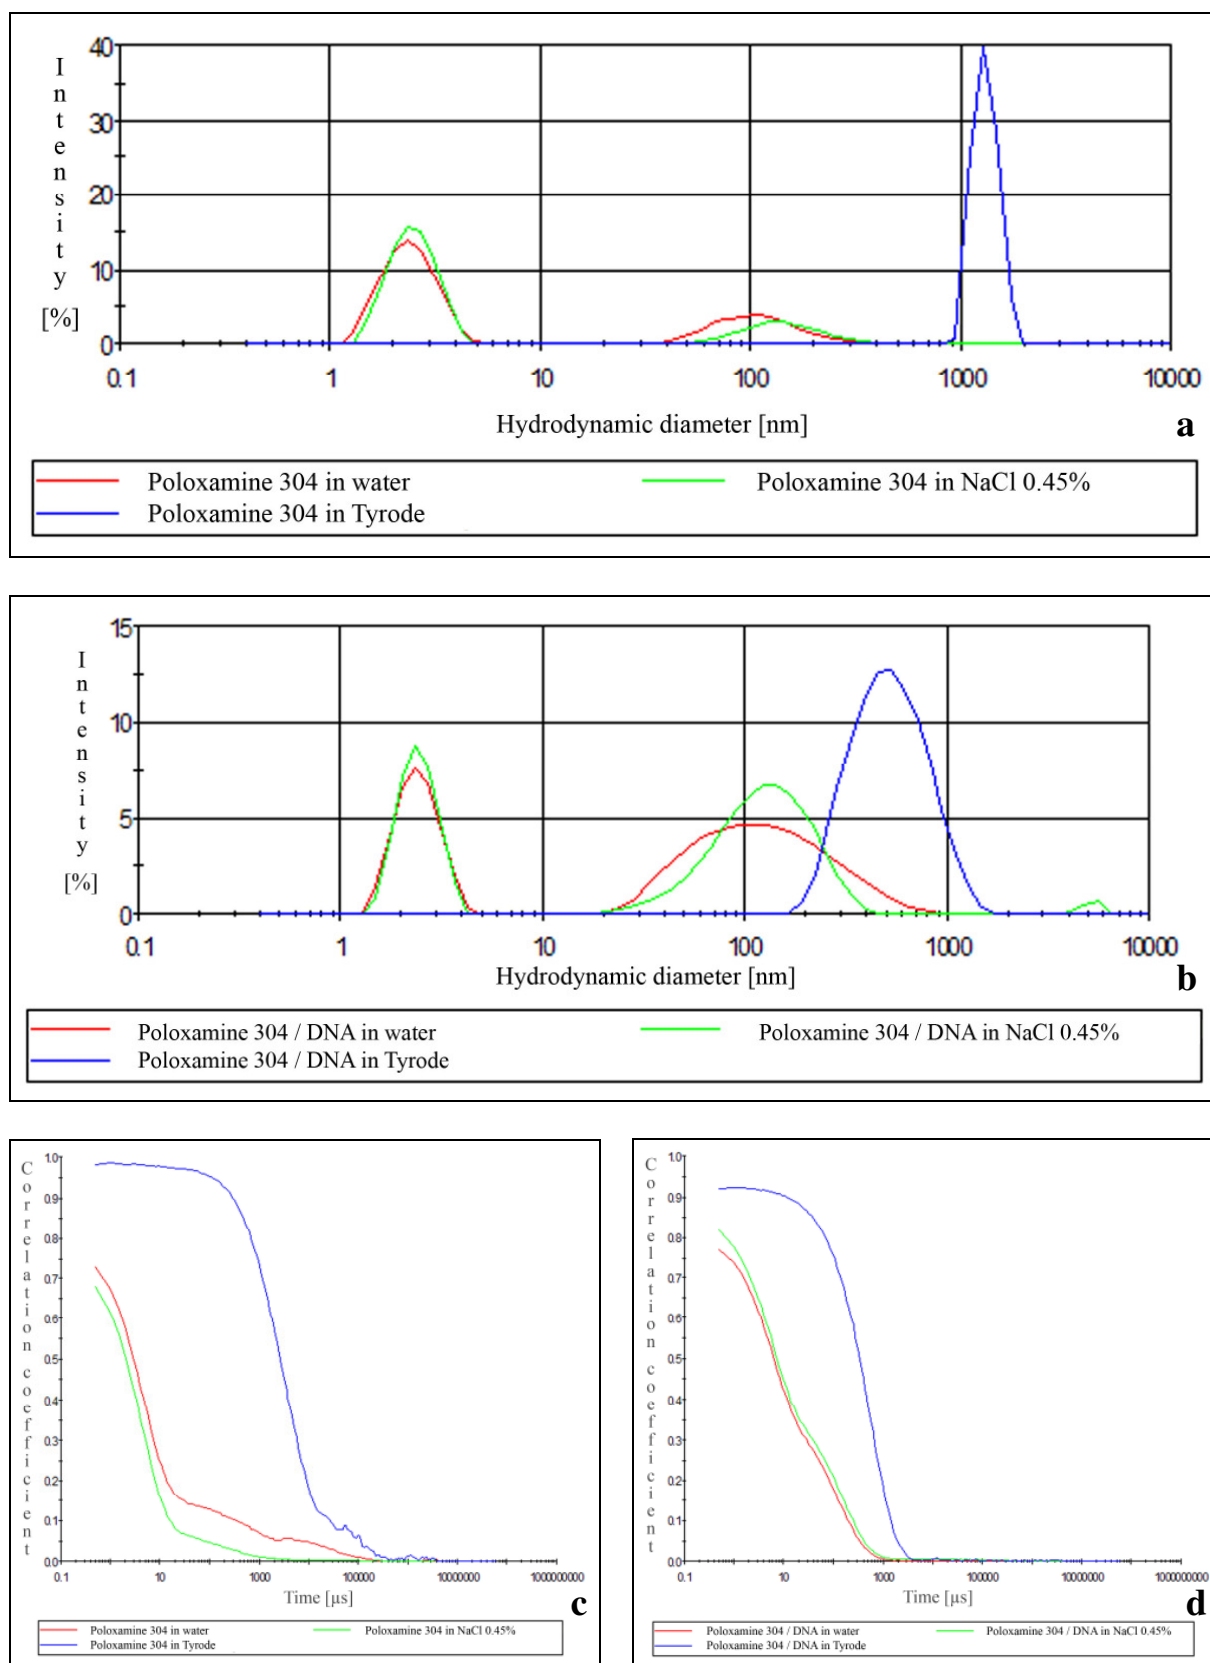 Intensity
[%]
40
30
20
10
0
0.1 1 10 100 1000 10000
Hydrodynamic diameter [nm]
a
Poloxamine 304 in water
Poloxamine 304 in NaCl 0.45%
Poloxamine 304 in Tyrode
Intensity
[%]
15
10
5
0
0.1 1 10 100 1000 10000
Hydrodynamic diameter [nm]
b
Poloxamine 304 / DNA in water
Poloxamine 304 / DNA in NaCl 0.45%
Poloxamine 304 / DNA in Tyrode
Correlation coefficient
1.0
0.9
0.8
0.7
0.6
0.5
0.4
0.3
0.2
0.1
0.0
0.1 10 1000 100000 10000000 1000000000
Time [µs]
c
Poloxamine 304 in water
Poloxamine 304 in NaCl 0.45%
Poloxamine 304 in Tyrode
Correlation coefficient
1.0
0.9
0.8
0.7
0.6
0.5
0.4
0.3
0.2
0.1
0.0
0.1 10 1000 100000 10000000 1000000000
Time [µs]
d
Poloxamine 304 / DNA in water
Poloxamine 304 / DNA in NaCl 0.45%
Poloxamine 304 / DNA in Tyrode